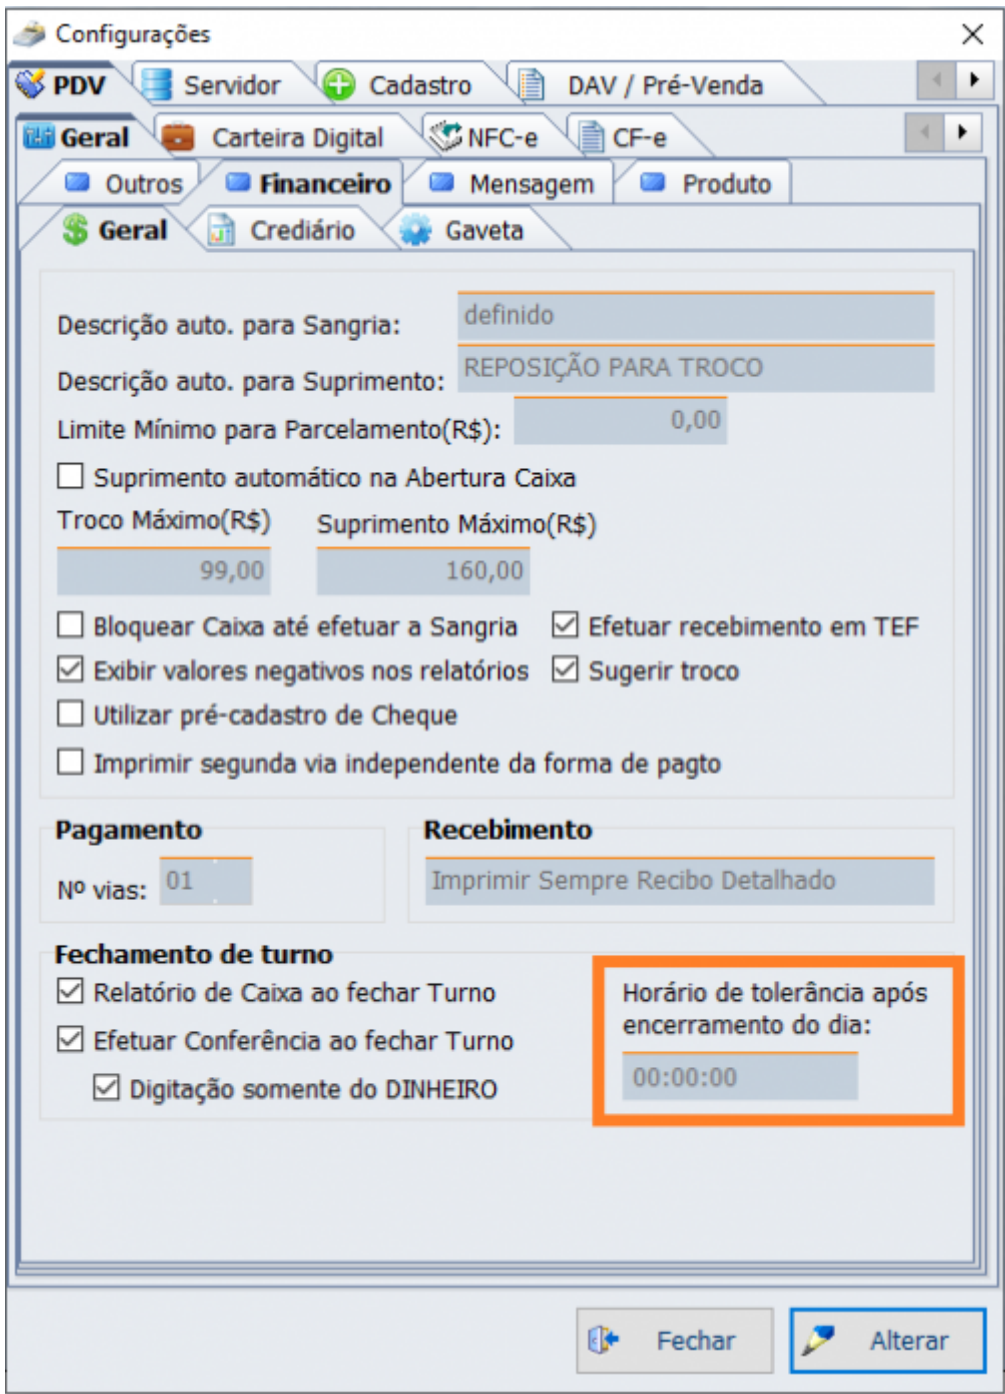 Configurações
PDV Servidor Cadastro DAV / Pré-Venda
Geral Carteira Digital NFC-e CF-e
Outros Financeiro Mensagem Produto
Geral Crediário Gaveta
Descrição auto. para Sangria: definido
Descrição auto. para Suprimento: REPOSIÇÃO PARA TROCO
Limite Mínimo para Parcelamento(R$): 0,00
Suprimento automático na Abertura Caixa
Troco Máximo(R$) Suprimento Máximo(R$)
99,00 160,00
Bloquear Caixa até efetuar a Sangria Efetuar recebimento em TEF
Exibir valores negativos nos relatórios Sugerir troco
Utilizar pré-cadastro de Cheque
Imprimir segunda via independente da forma de pagto
Pagamento Recebimento
Nº vias: 01 Imprimir Sempre Recibo Detalhado
Fechamento de turno
Relatório de Caixa ao fechar Turno
Efetuar Conferência ao fechar Turno
Digitação somente do DINHEIRO
Horário de tolerância após
encerramento do dia:
00:00:00
Fechar Alterar